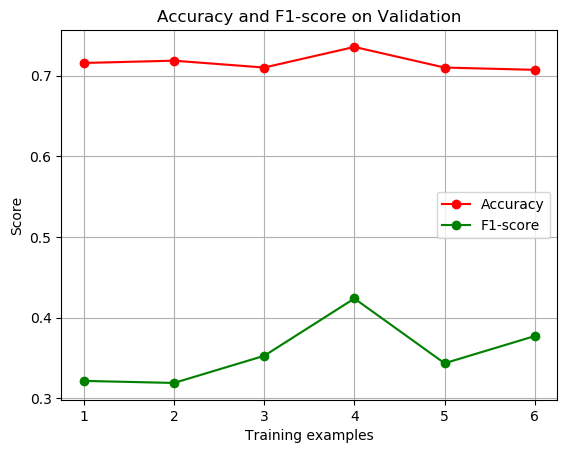 Accuracy and F1-score on Validation
0.7
0.6
0.5
0.4
0.3
Score
Accuracy
F1-score
1 2 3 4 5 6
Training examples